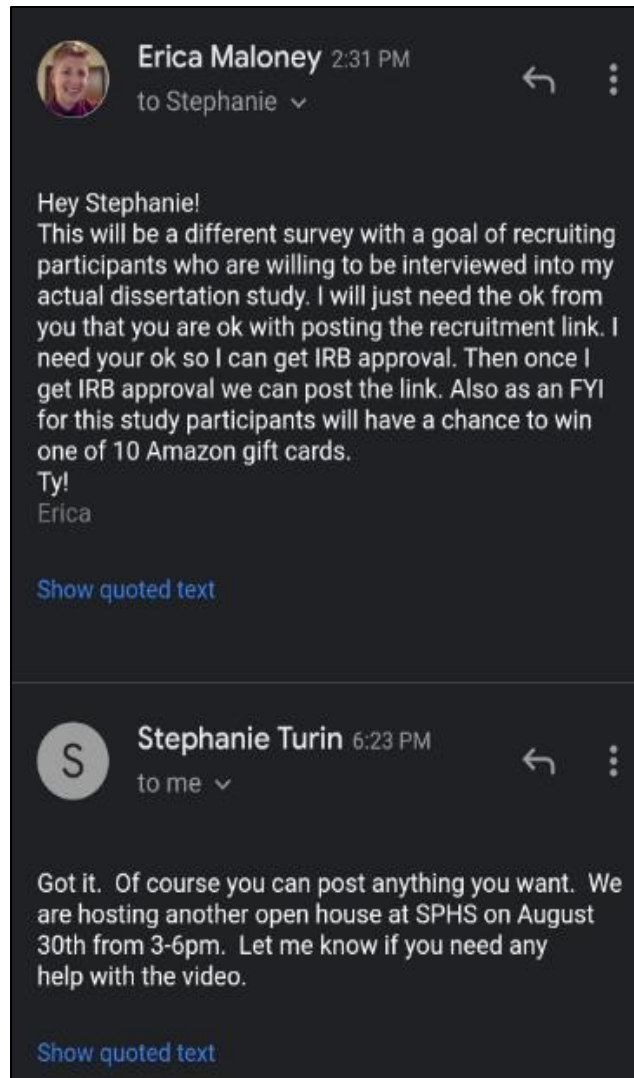 Erica Maloney 2:31 PM
to Stephanie
Hey Stephanie!
This will be a different survey with a goal of recruiting
participants who are willing to be interviewed into my
actual dissertation study. I will just need the ok from
you that you are ok with posting the recruitment link. I
need your ok so I can get IRB approval. Then once I
get IRB approval we can post the link. Also as an FYI
for this study participants will have a chance to win
one of 10 Amazon gift cards.
Ty!
Erica
Show quoted text
S
Stephanie Turin 6:23 PM
to me
Got it. Of course you can post anything you want. We
are hosting another open house at SPHS on August
30th from 3-6pm. Let me know if you need any
help with the video.
Show quoted text